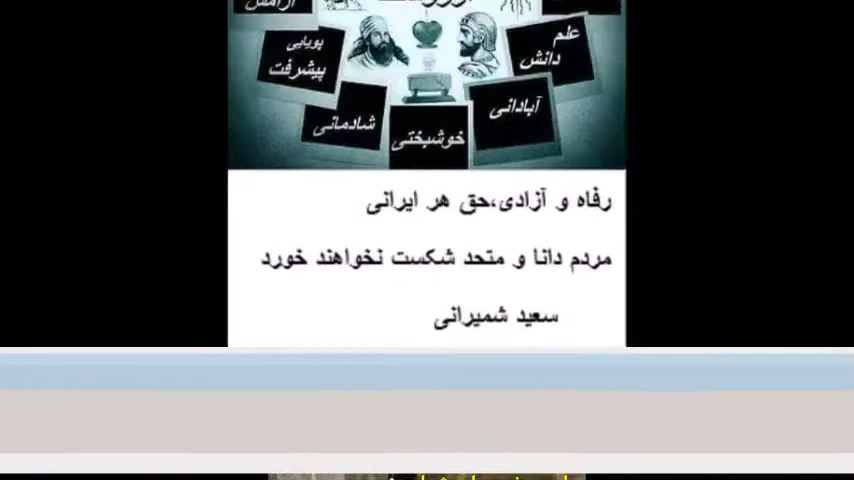 آرامش
علم
دانش
پویایی
پیشرفت
آبادانی
شادمانی
خوشبختی
رفاه و آزادی،حق هر ایرانی
مردم دانا و متحد شکست نخواهند خورد
سعید شمیرانی